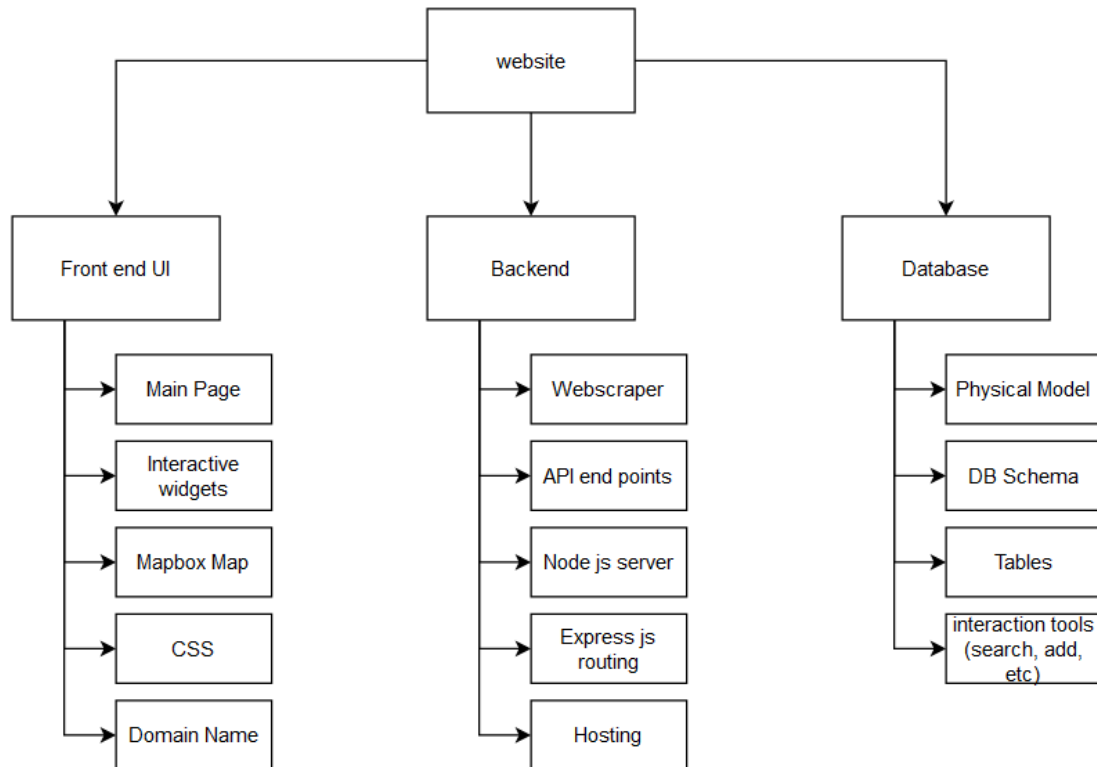 website
Front end UI
Backend
Database
Main Page
Interactive
widgets
Mapbox Map
CSS
Domain Name
Webscraper
API end points
Node js server
Express js
routing
Hosting
Physical Model
DB Schema
Tables
interaction tools
(search, add,
etc)